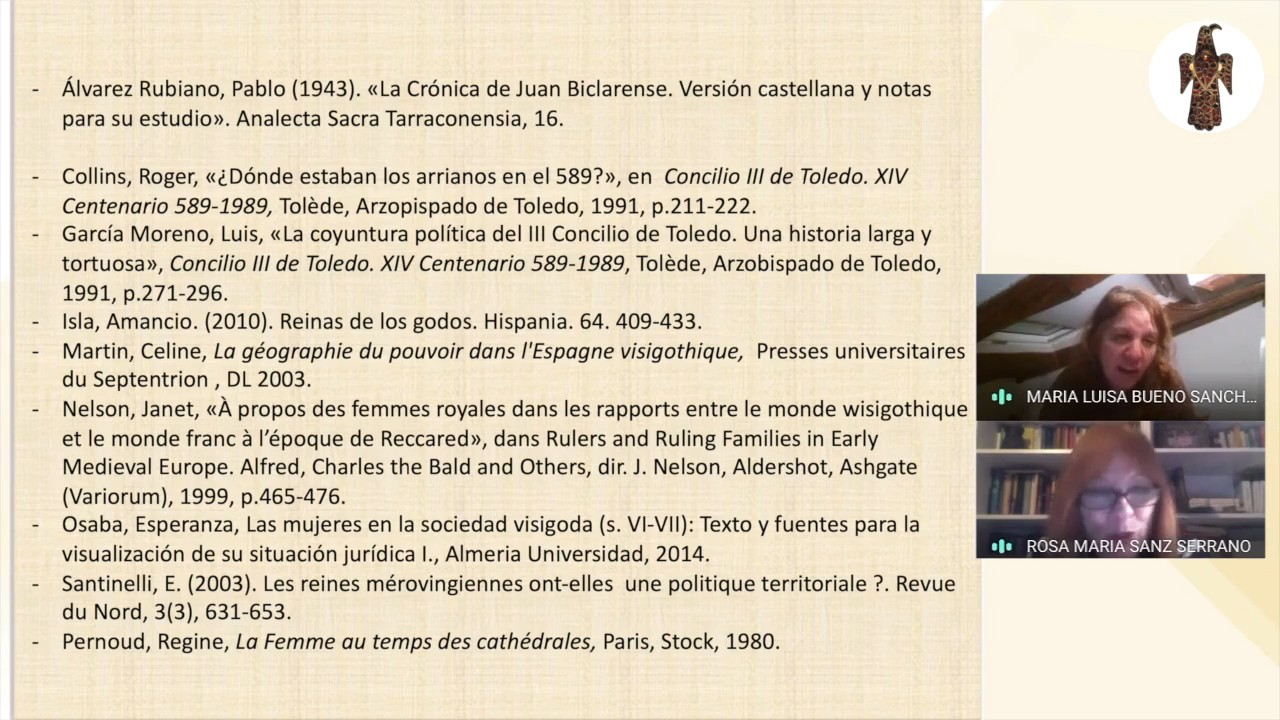 - Álvarez Rubiano, Pablo (1943). «La Crónica de Juan Biclarense. Versión castellana y notas
para su estudio». Analecta Sacra Tarraconensia, 16.
- Collins, Roger, «¿Dónde estaban los arrianos en el 589?», en Concilio III de Toledo. XIV
Centenario 589-1989, Tolède, Arzopispado de Toledo, 1991, p.211-222.
- García Moreno, Luis, «La coyuntura política del III Concilio de Toledo. Una historia larga y
tortuosa», Concilio III de Toledo. XIV Centenario 589-1989, Tolède, Arzobispado de Toledo,
1991, p.271-296.
- Isla, Amancio. (2010). Reinas de los godos. Hispania. 64. 409-433.
- Martin, Celine, La géographie du pouvoir dans l'Espagne visigothique, Presses universitaires
du Septentrion , DL 2003.
- Nelson, Janet, «À propos des femmes royales dans les rapports entre le monde wisigothique
et le monde franc à l’époque de Reccared», dans Rulers and Ruling Families in Early
Medieval Europe. Alfred, Charles the Bald and Others, dir. J. Nelson, Aldershot, Ashgate
(Variorum), 1999, p.465-476.
- Osaba, Esperanza, Las mujeres en la sociedad visigoda (s. VI-VII): Texto y fuentes para la
visualización de su situación jurídica I., Almeria Universidad, 2014.
- Santinelli, E. (2003). Les reines mérovingiennes ont-elles une politique territoriale ?. Revue
du Nord, 3(3), 631-653.
- Pernoud, Regine, La Femme au temps des cathédrales, Paris, Stock, 1980.
MARIA LUISA BUENO SANCH...
ROSA MARIA SANZ SERRANO